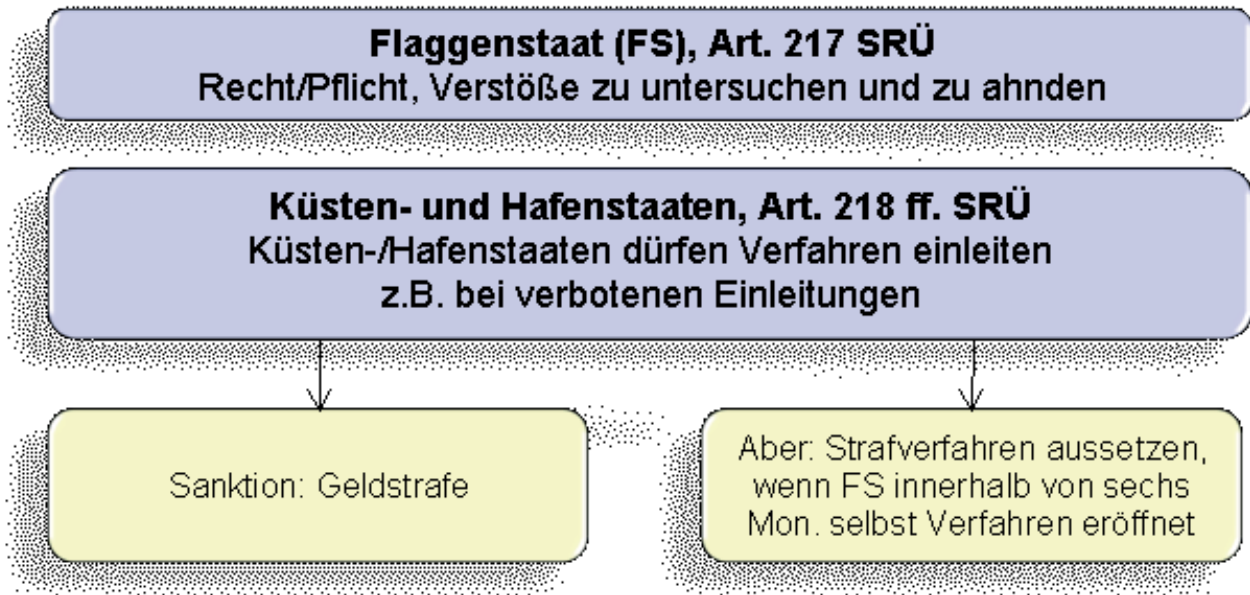 Flaggenstaat (FS), Art. 217 SRÜ
Recht/Pflicht, Verstöße zu untersuchen und zu ahnden
Küsten- und Hafenstaaten, Art. 218 ff. SRÜ
Küsten-/Hafenstaaten dürfen Verfahren einleiten
z.B. bei verbotenen Einleitungen
Sanktion: Geldstrafe
Aber: Strafverfahren aussetzen,
wenn FS innerhalb von sechs
Mon. selbst Verfahren eröffnet